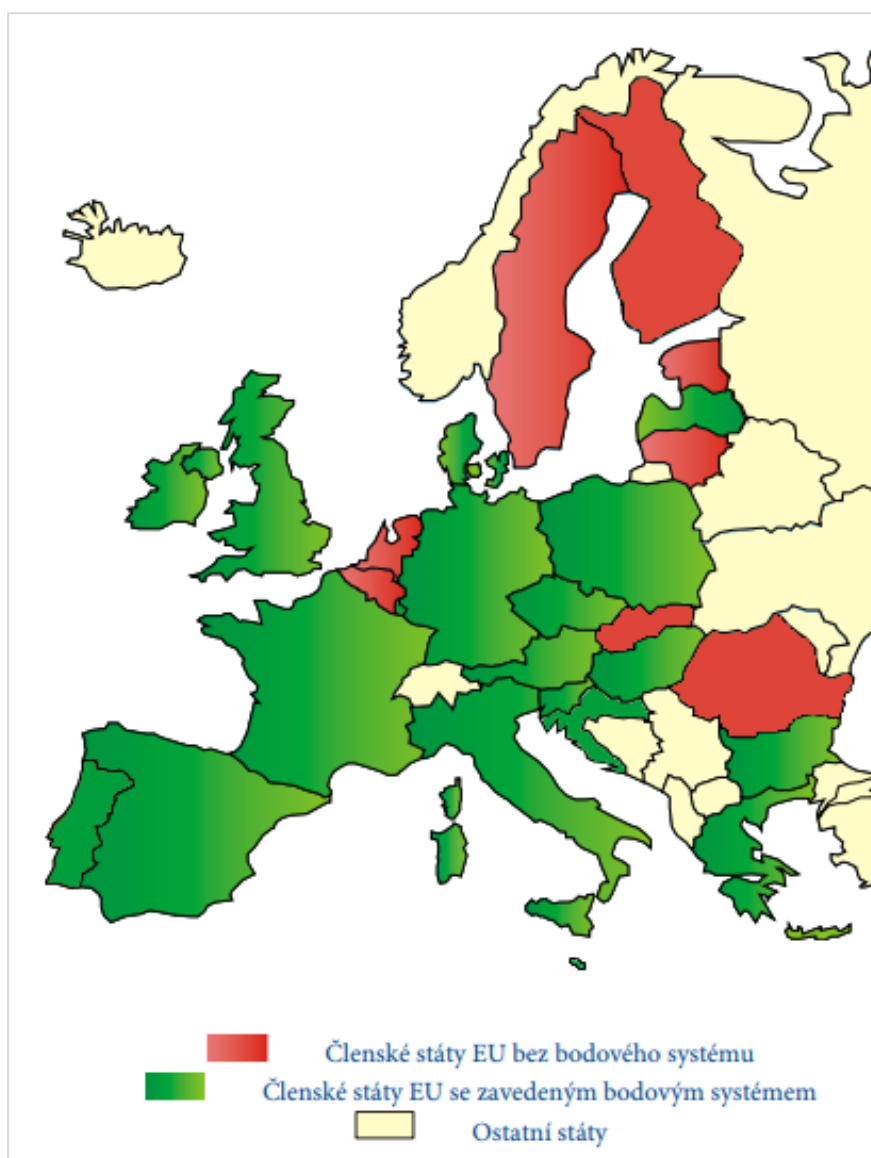 Členské státy EU bez bodového systému
Členské státy EU se zavedeným bodovým systémem
Ostatní státy